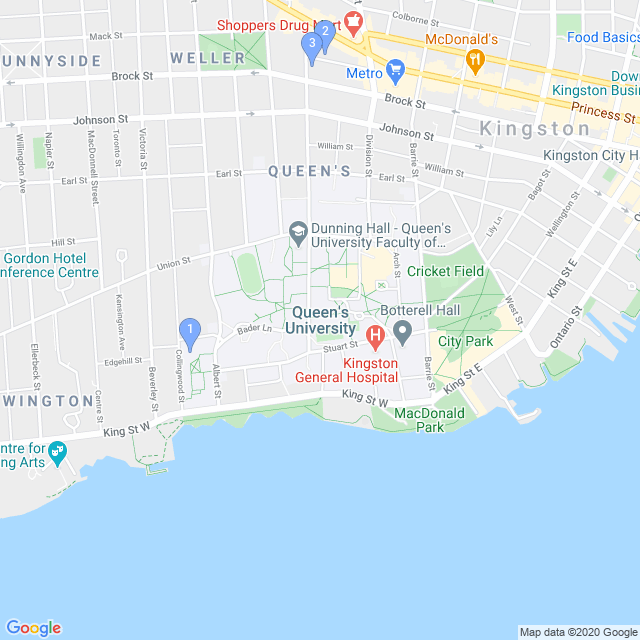 Colborne St
Shoppers Drug Mart
2
Mack St
McDonald's
Food Basics
3
UNNYSIDE
WELLER
Metro
Brock St
Dow
Kingston Busin
Brock St
Princess St
Johnson St
Johnson St
Kingston
Napier St
MacDonnell Street
Toronto St
Victoria St
William St
Division St
Barrie St
William St
Kingston City H
Willingdon Ave
Earl St
Earl St
QUEEN'S
Bagot St
Wellington St
Lily Ln
Dunning Hall - Queen's
University Faculty of...
Hill St
Union St
Gordon Hotel
onference Centre
Arch St
Cricket Field
King St E
West St
Kensington Ave
Queen's
University
Botterell Hall
1
Bader Ln
City Park
Ontario St
Ellerbeck St
Edgehill St
Collingwood St
Stuart St
Kingston
General Hospital
Centre St
Beverley St
Albert St
Barrie St
King St E
WINGTON
King St W
MacDonald
Park
King St W
ntre for
ng Arts
Google
Map data ©2020 Google